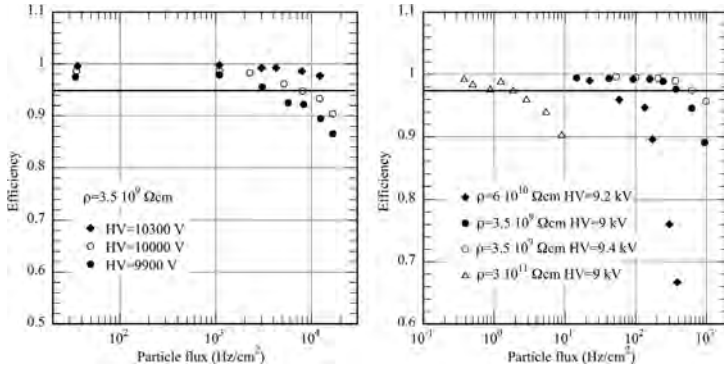 1.1
1
0.9
0.8
0.7
0.6
0.5
Efficiency
ρ=3.5 10⁹ Ωcm
HV=10300 V
HV=10000 V
HV=9900 V
10² 10³ 10⁴
Particle flux (Hz/cm²)
1.1
1
0.9
0.8
0.7
0.6
Efficiency
ρ=6 10¹⁰ Ωcm HV=9.2 kV
ρ=3.5 10⁹ Ωcm HV=9 kV
ρ=3.5 10⁹ Ωcm HV=9.4 kV
ρ=3 10¹¹ Ωcm HV=9 kV
10⁻¹ 10⁰ 10¹ 10² 10³
Particle flux (Hz/cm²)